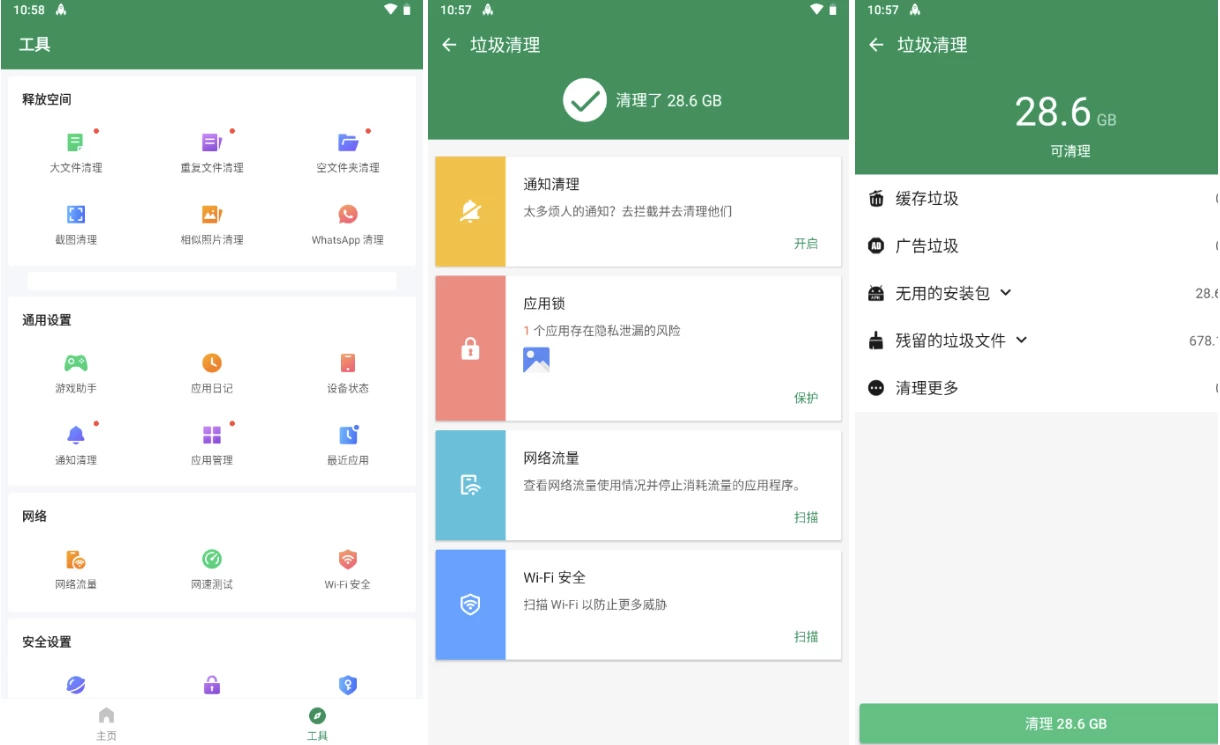 10:58
工具
释放空间
大文件清理
重复文件清理
空文件夹清理
截图清理
相似照片清理
WhatsApp 清理
通用设置
游戏助手
应用日记
设备状态
通知清理
应用管理
最近应用
网络
网络流量
网速测试
Wi-Fi 安全
安全设置
主页
工具
10:57
垃圾清理
清理了 28.6 GB
通知清理
太多烦人的通知？去拦截并去清理他们
开启
应用锁
1 个应用存在隐私泄漏的风险
保护
网络流量
查看网络流量使用情况并停止消耗流量的应用程序。
扫描
Wi-Fi 安全
扫描 Wi-Fi 以防止更多威胁
扫描
10:57
垃圾清理
28.6 GB
可清理
缓存垃圾
AD 广告垃圾
APK 无用的安装包 28.6
残留的垃圾文件 678.
清理更多
清理 28.6 GB